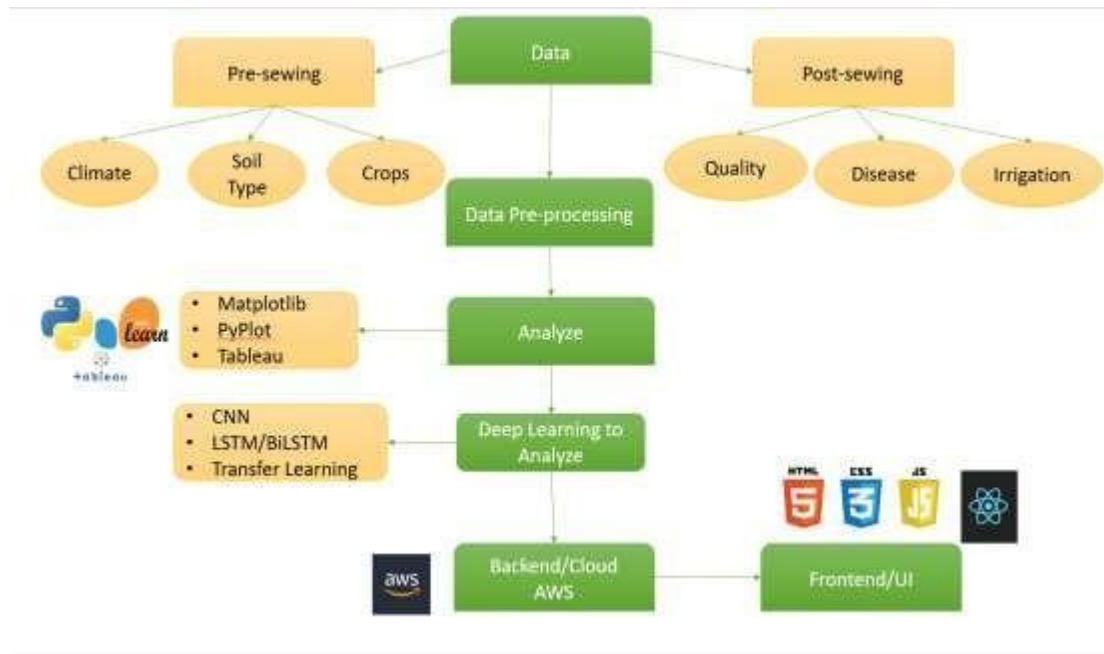 Data
Pre-sewing
Post-sewing
Climate
Soil
Type
Crops
Quality
Disease
Irrigation
Data Pre-processing
• Matplotlib
• PyPlot
• Tableau
learn
+ableau
Analyze
• CNN
• LSTM/BiLSTM
• Transfer Learning
Deep Learning to
Analyze
HTML
5
CSS
3
JS
JS
aws
Backend/Cloud
AWS
Frontend/UI